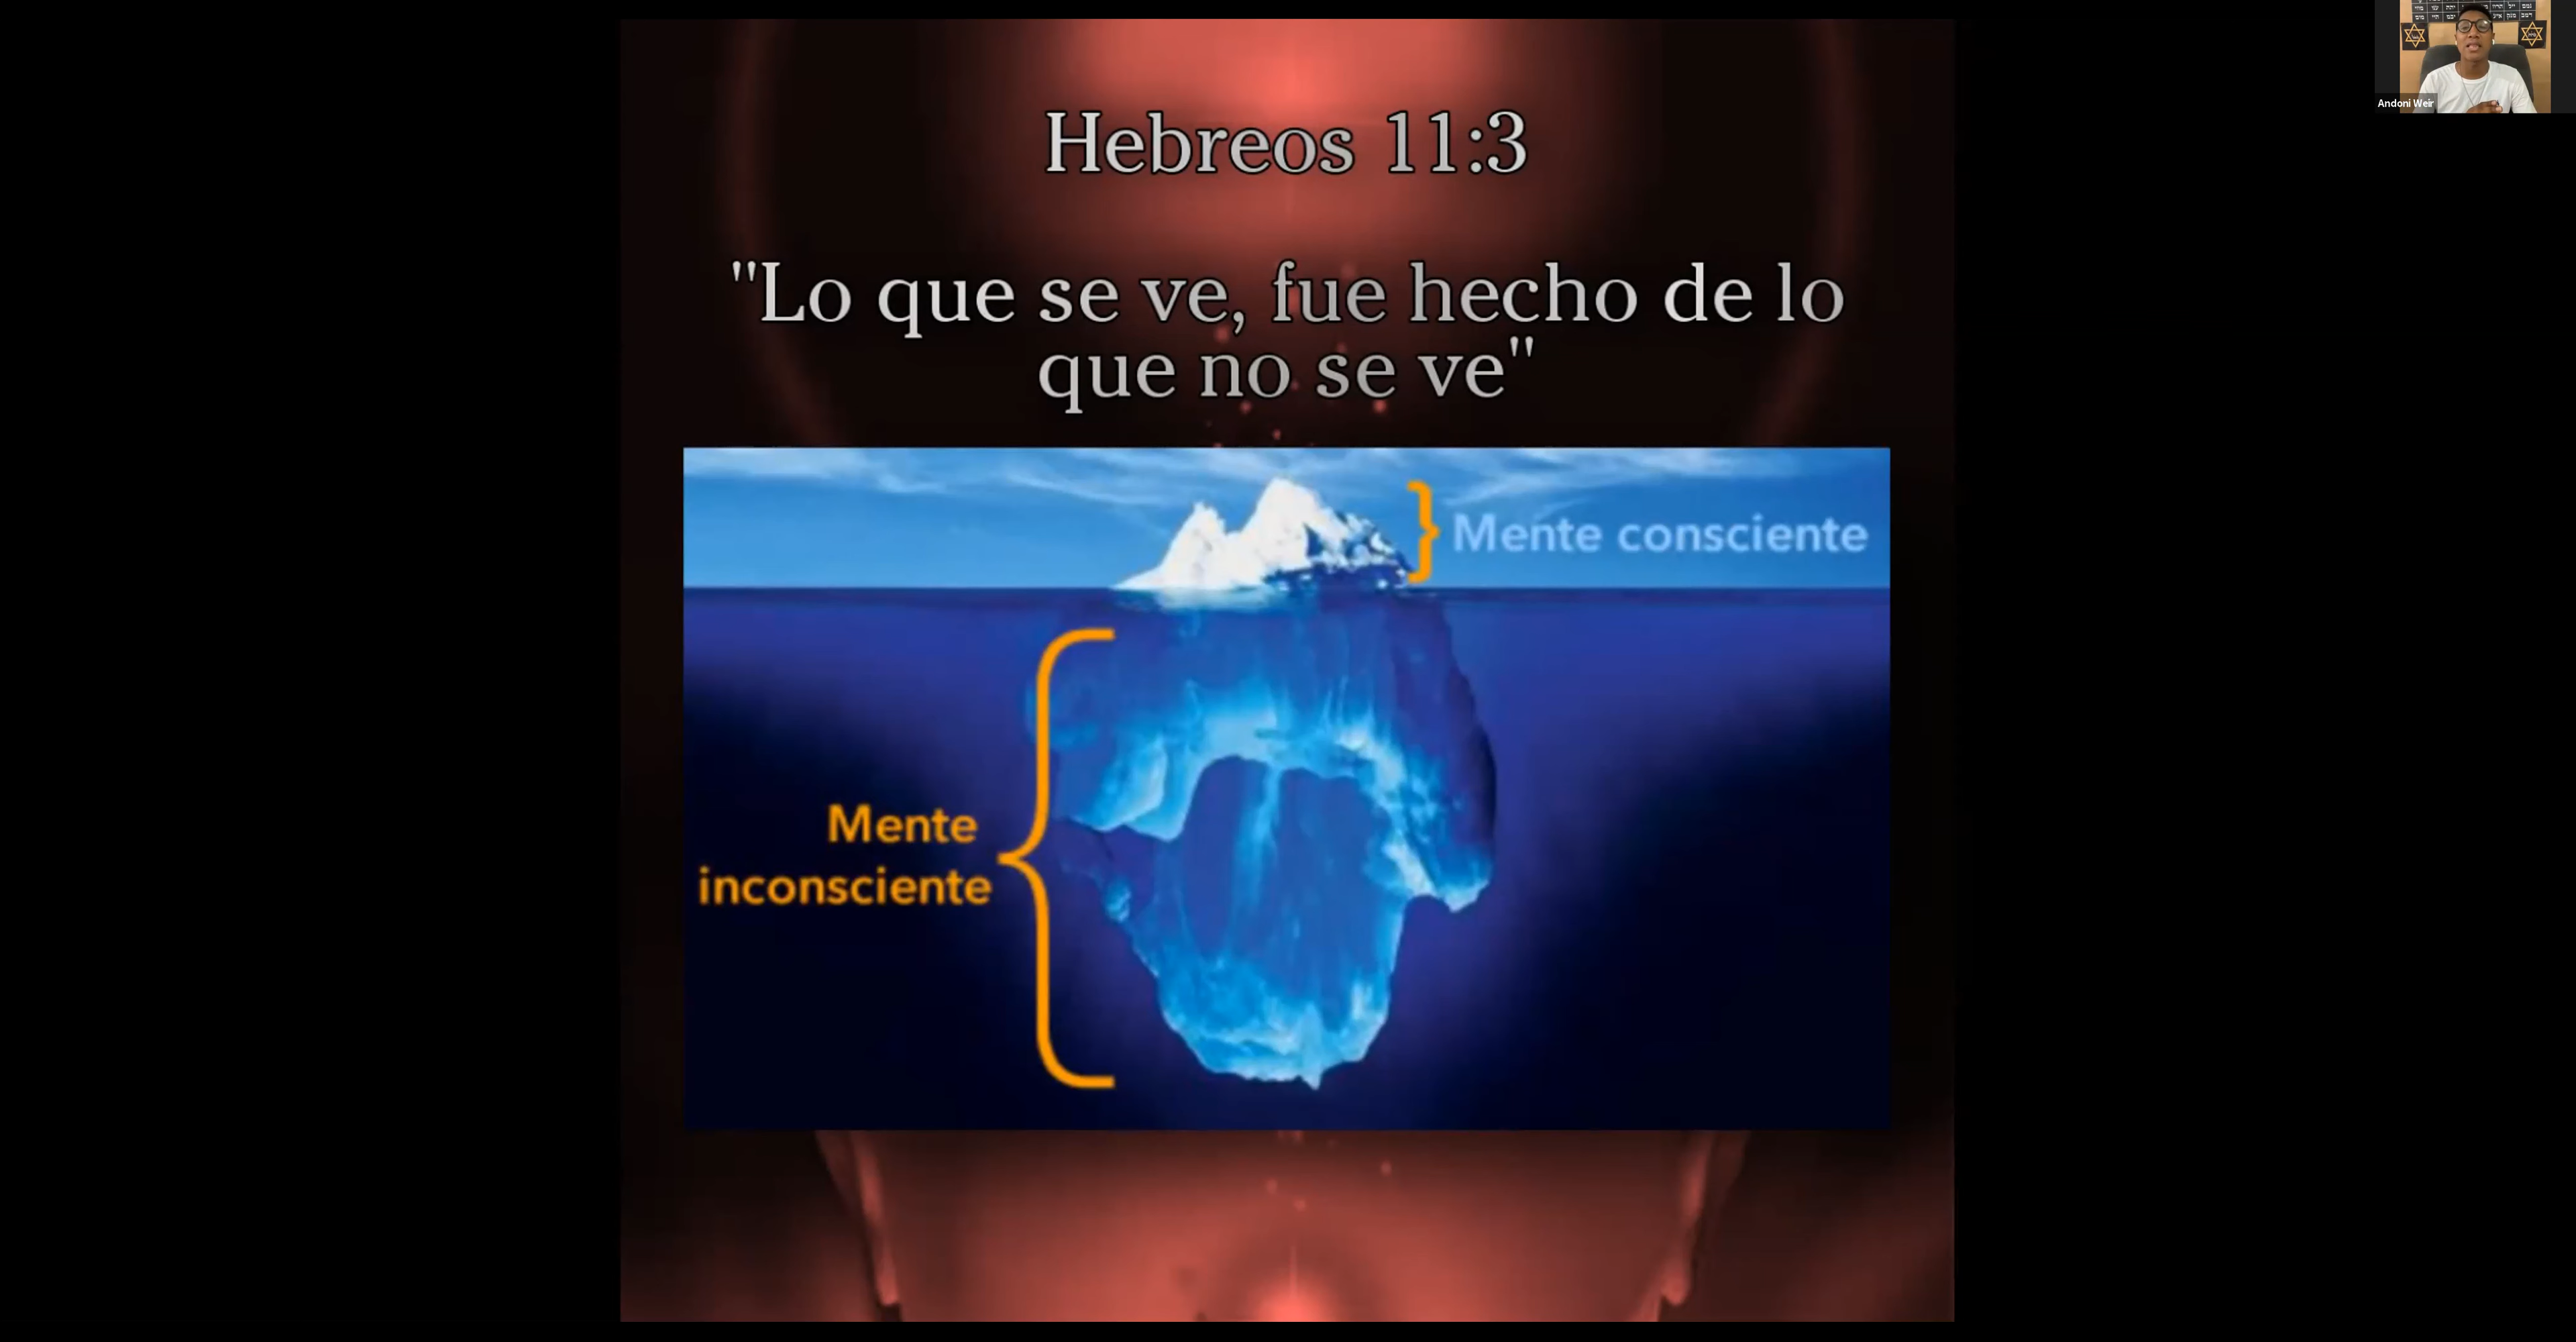 Hebreos 11:3
"Lo que se ve, fue hecho de lo
que no se ve"
Mente consciente
Mente
inconsciente
Andoni Weir